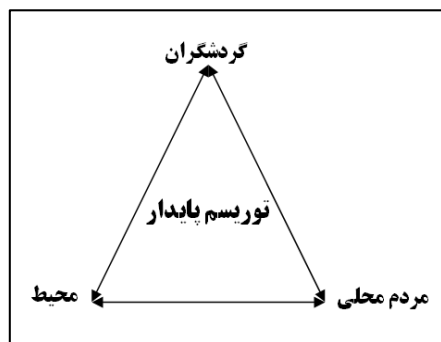 گردشگران
توریسم پایدار
مردم محلی
محیط